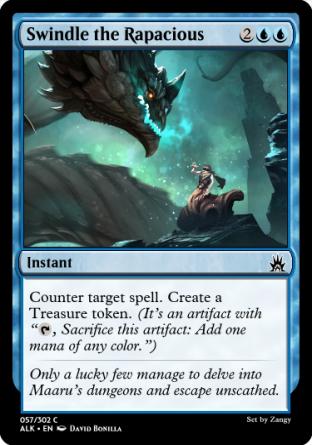 Swindle the Rapacious 2
Instant
Counter target spell. Create a
Treasure token. (It's an artifact with
“, Sacrifice this artifact: Add one
mana of any color.”)
Only a lucky few manage to delve into
Maaru's dungeons and escape unscathed.
057/302 C
ALK • EN DAVID BONILLA
Set by Zangy